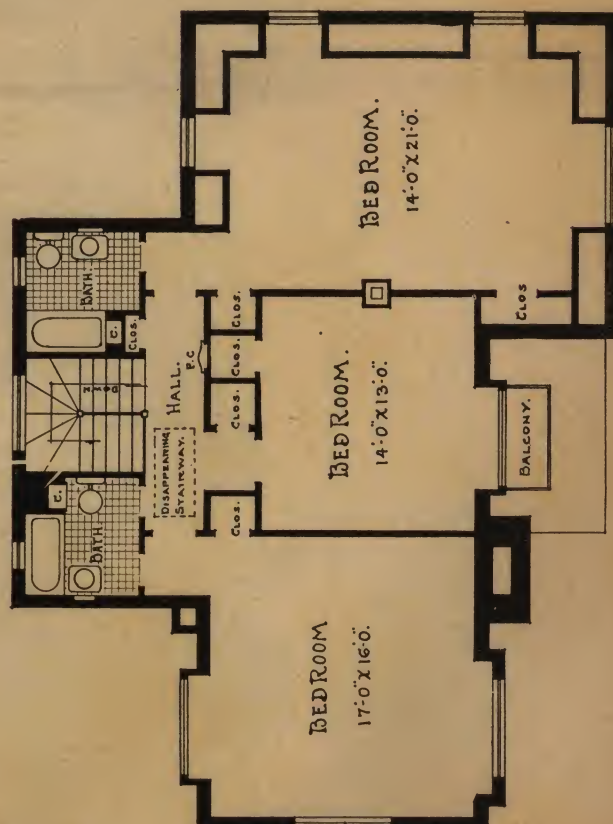 BED ROOM.
14'-0" X 21'-0".
BATH.
C.
CLOS.
CLOS.
CLOS.
CLOS.
CLOS
HALL.
P.C
DOWN
BED ROOM.
14'-0" X 13'-0".
BALCONY.
DISAPPEARING
STAIRWAY.
C.
BATH.
CLOS.
BED ROOM
17'-0" X 16'-0".